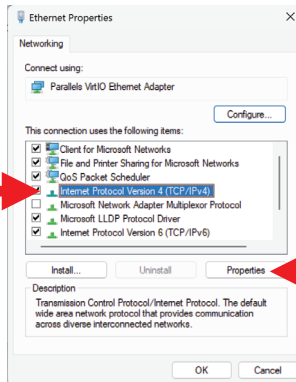 Ethernet Properties
Networking
Connect using:
Parallels VirtIO Ethernet Adapter
Configure...
This connection uses the following items:
Client for Microsoft Networks
File and Printer Sharing for Microsoft Networks
QoS Packet Scheduler
Internet Protocol Version 4 (TCP/IPv4)
Microsoft Network Adapter Multiplexor Protocol
Microsoft LLDP Protocol Driver
Internet Protocol Version 6 (TCP/IPv6)
Install... Uninstall Properties
Description
Transmission Control Protocol/Internet Protocol. The default
wide area network protocol that provides communication
across diverse interconnected networks.
OK Cancel